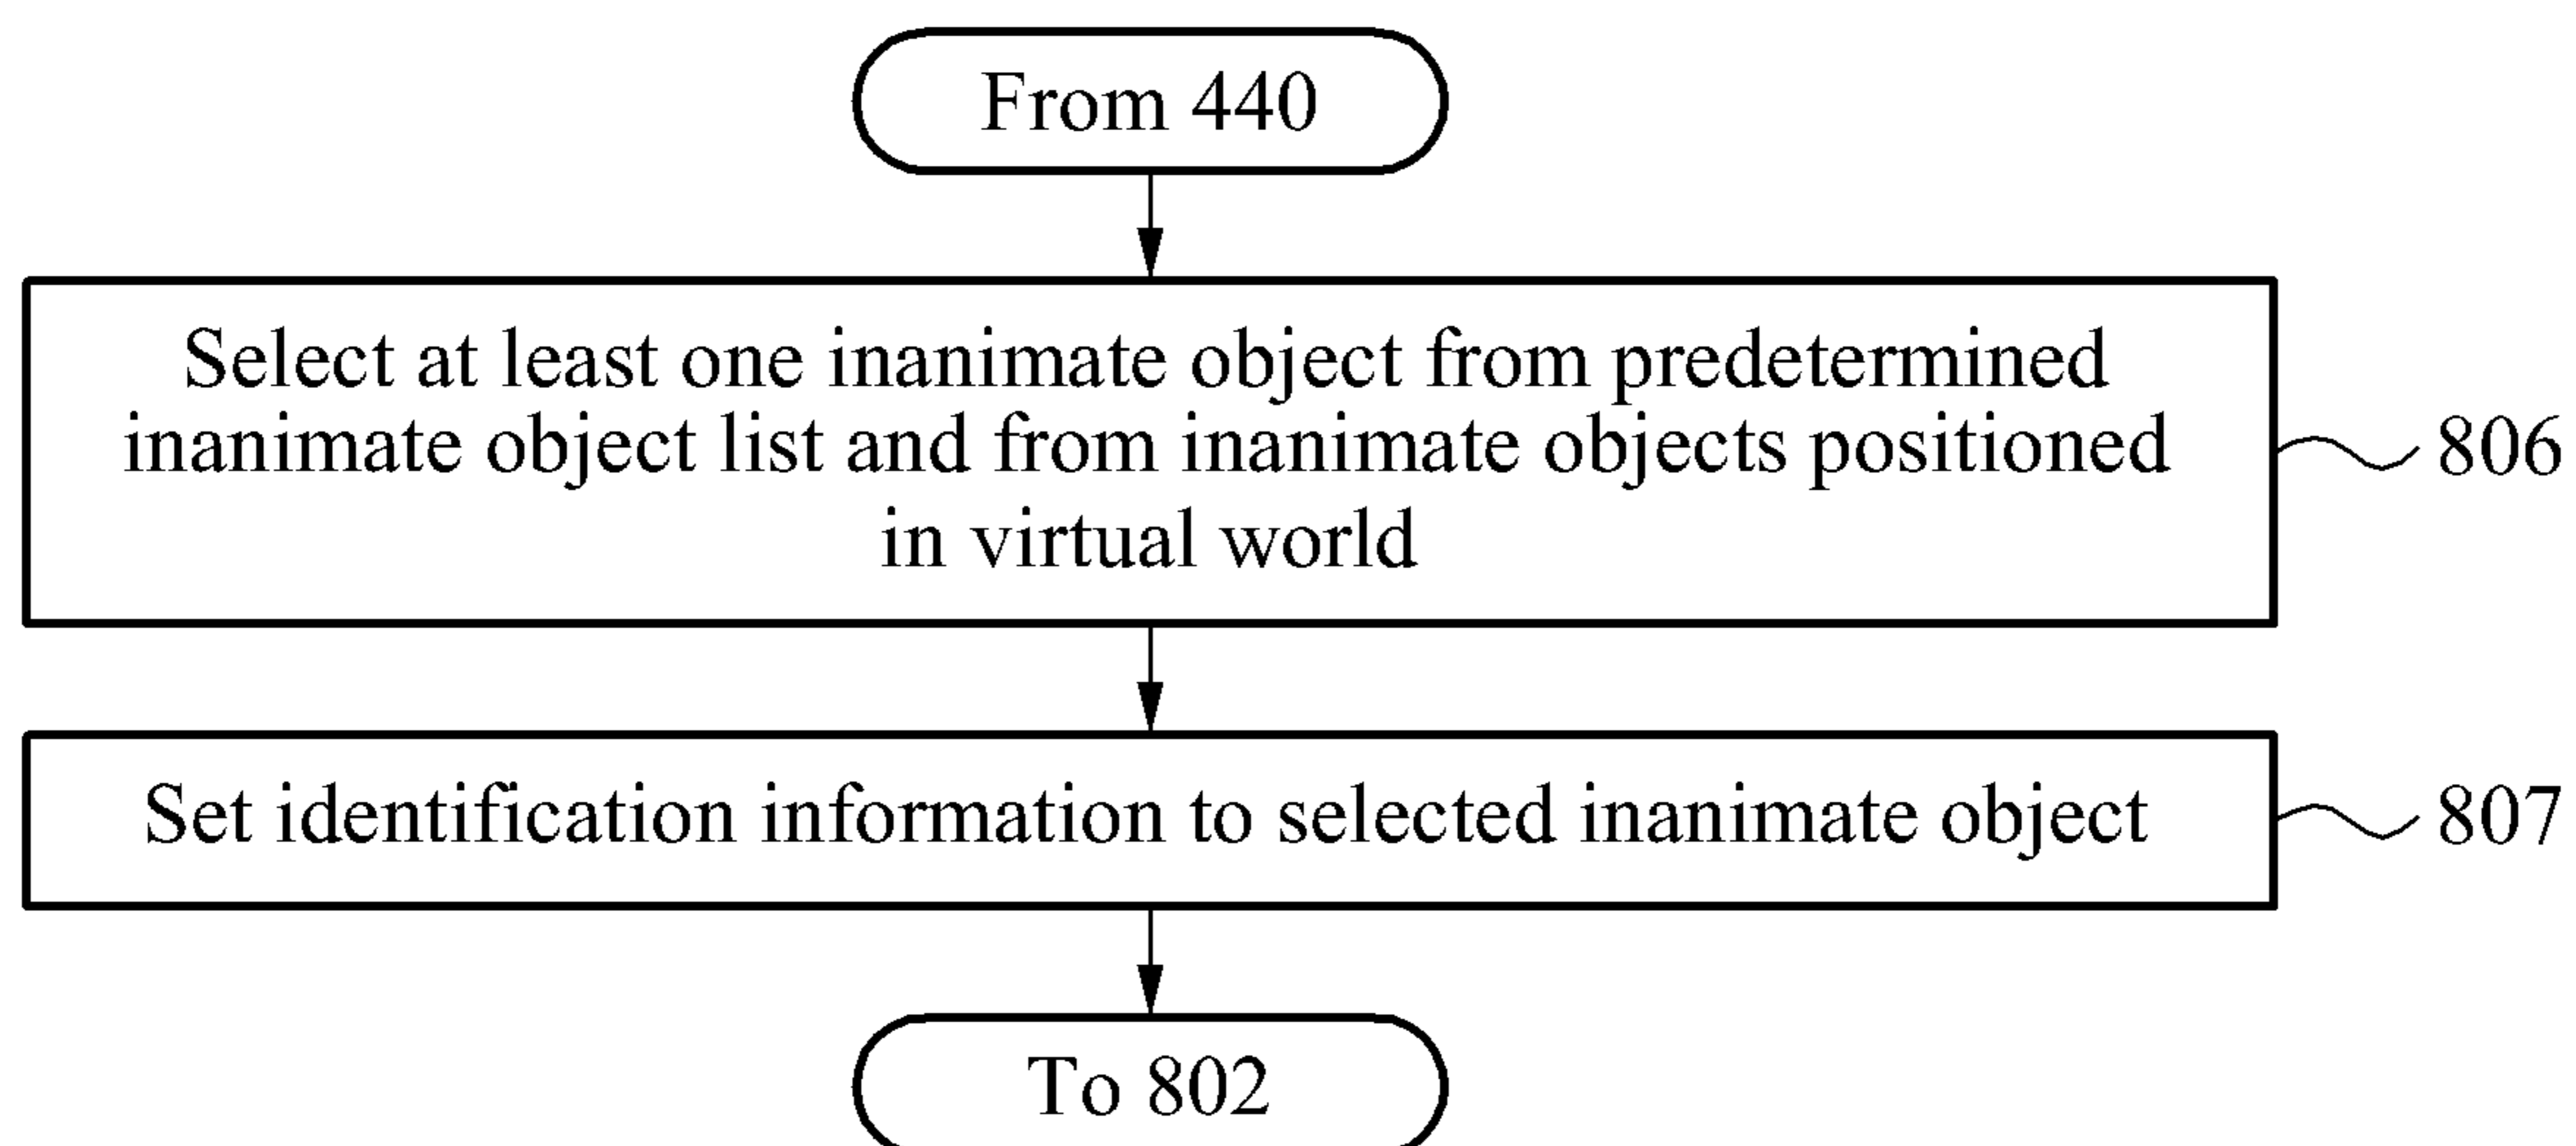 From 440
Select at least one inanimate object from predetermined
inanimate object list and from inanimate objects positioned
in virtual world
806
Set identification information to selected inanimate object
807
To 802